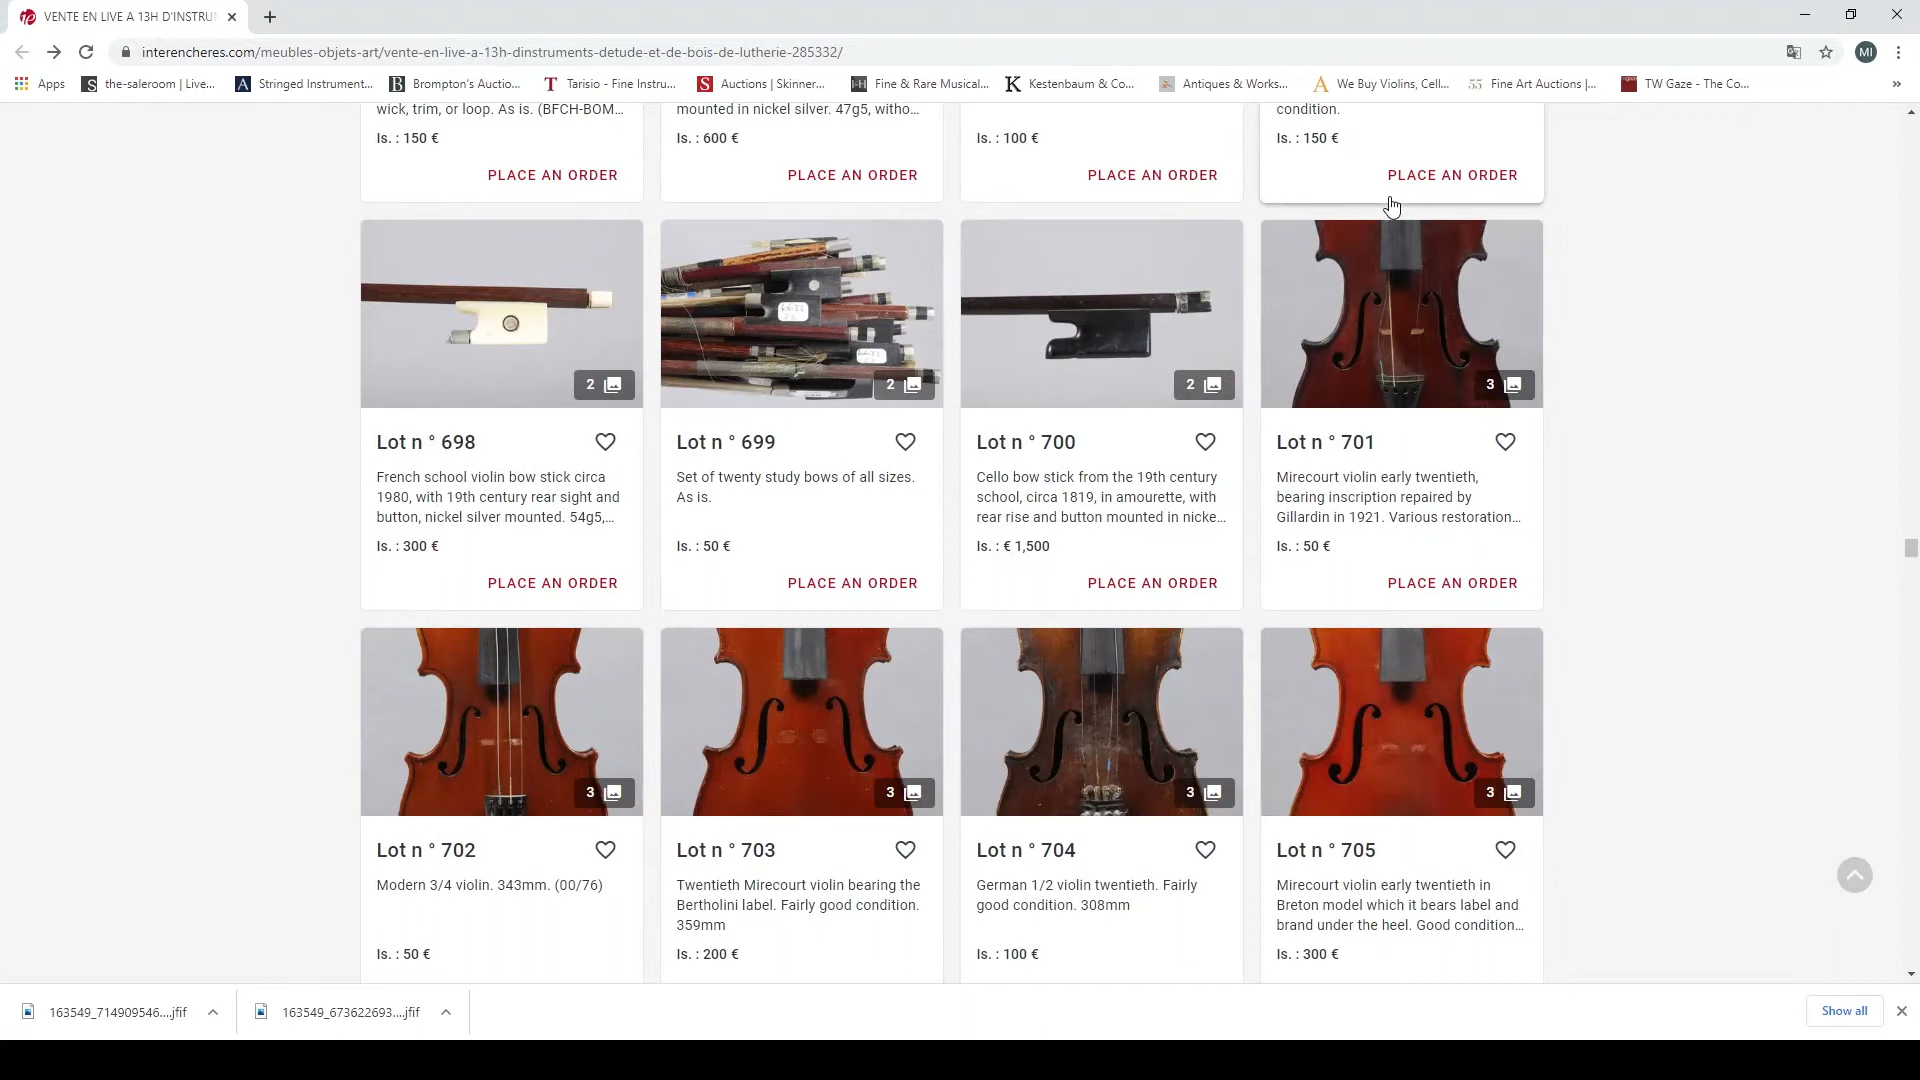 VENTE EN LIVE A 13H D'INSTRU
interencheres.com/meubles-objets-art/vente-en-live-a-13h-dinstruments-detude-et-de-bois-de-lutherie-285332/
MI
Apps
the-saleroom | Live...
Stringed Instrument...
Brompton's Auctio...
Tarisio - Fine Instru...
Auctions | Skinner...
Fine & Rare Musical...
Kestenbaum & Co...
Antiques & Works...
We Buy Violins, Cell...
Fine Art Auctions |...
TW Gaze - The Co...
wick, trim, or loop. As is. (BFCH-BOM...
Is. : 150 €
PLACE AN ORDER
mounted in nickel silver. 47g5, witho...
Is. : 600 €
PLACE AN ORDER
Is. : 100 €
PLACE AN ORDER
condition.
Is. : 150 €
PLACE AN ORDER
2
Lot n ° 698
French school violin bow stick circa
1980, with 19th century rear sight and
button, nickel silver mounted. 54g5,...
Is. : 300 €
PLACE AN ORDER
2
Lot n ° 699
Set of twenty study bows of all sizes.
As is.
Is. : 50 €
PLACE AN ORDER
2
Lot n ° 700
Cello bow stick from the 19th century
school, circa 1819, in amourette, with
rear rise and button mounted in nicke...
Is. : € 1,500
PLACE AN ORDER
3
Lot n ° 701
Mirecourt violin early twentieth,
bearing inscription repaired by
Gillardin in 1921. Various restoration...
Is. : 50 €
PLACE AN ORDER
3
Lot n ° 702
Modern 3/4 violin. 343mm. (00/76)
Is. : 50 €
3
Lot n ° 703
Twentieth Mirecourt violin bearing the
Bertholini label. Fairly good condition.
359mm
Is. : 200 €
3
Lot n ° 704
German 1/2 violin twentieth. Fairly
good condition. 308mm
Is. : 100 €
3
Lot n ° 705
Mirecourt violin early twentieth in
Breton model which it bears label and
brand under the heel. Good condition...
Is. : 300 €
163549_714909546....jfif
163549_673622693....jfif
Show all